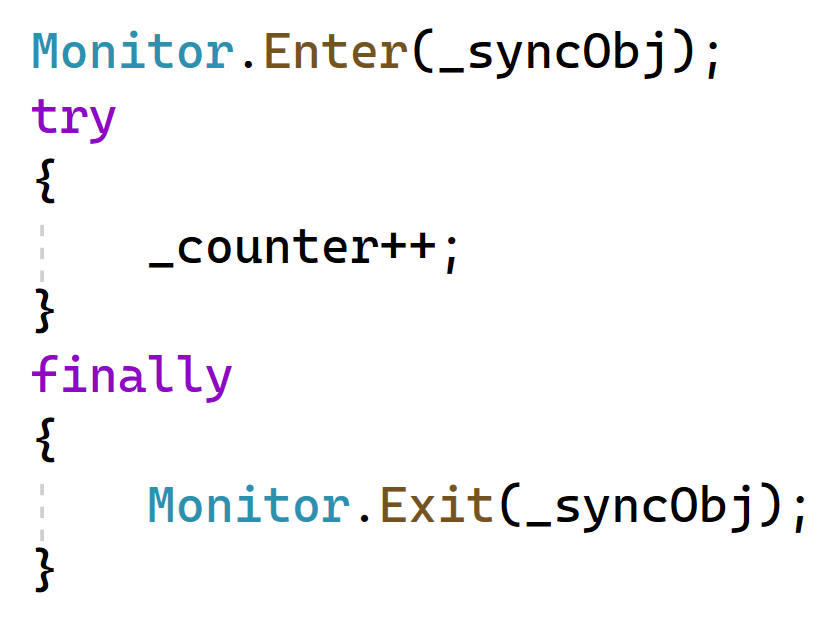 Monitor.Enter(_syncObj);
try
{
    _counter++;
}
finally
{
    Monitor.Exit(_syncObj);
}